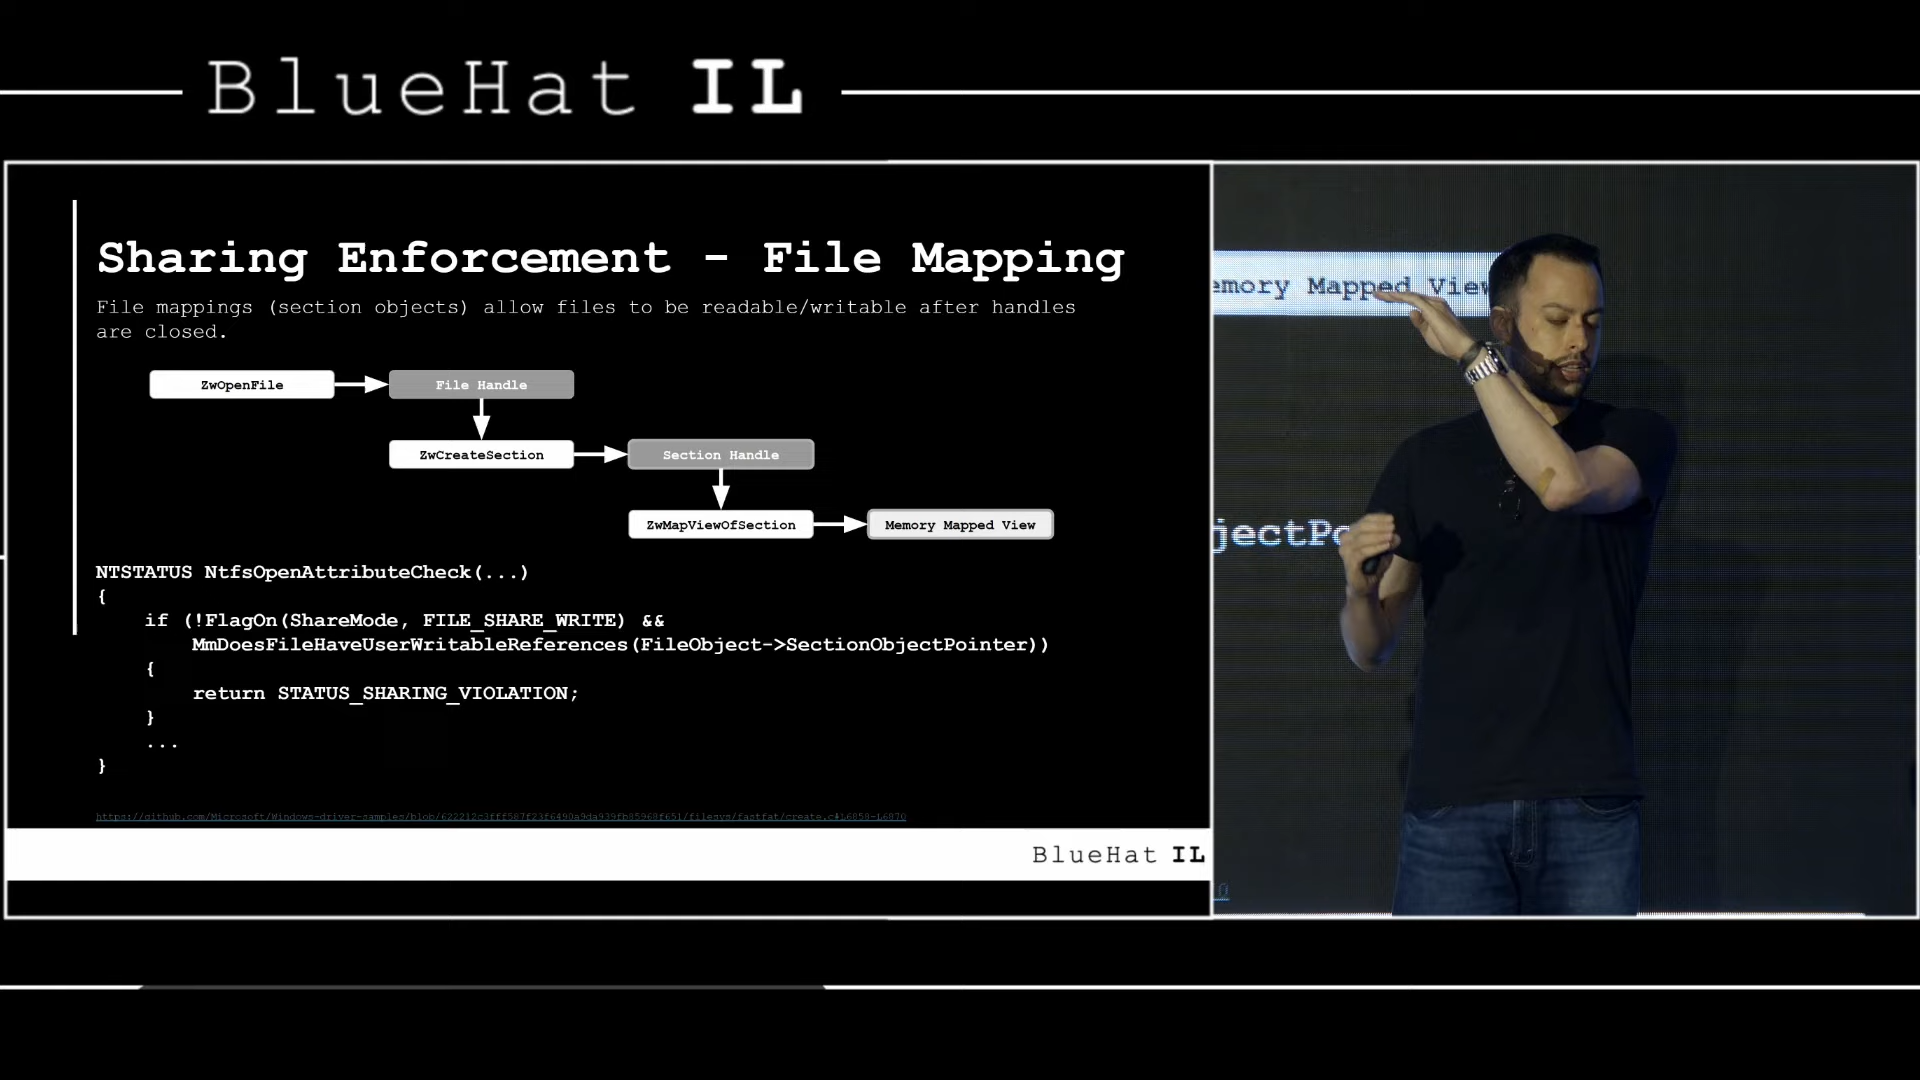 BlueHat IL
Sharing Enforcement - File Mapping
File mappings (section objects) allow files to be readable/writable after handles
are closed.
ZwOpenFile
File Handle
ZwCreateSection
Section Handle
ZwMapViewOfSection
Memory Mapped View
NTSTATUS NtfsOpenAttributeCheck(...)
{
if (!FlagOn(ShareMode, FILE_SHARE_WRITE) &&
MmDoesFileHaveUserWritableReferences(FileObject->SectionObjectPointer))
{
return STATUS_SHARING_VIOLATION;
}
...
}
BlueHat IL
emory Mapped View
jectPo